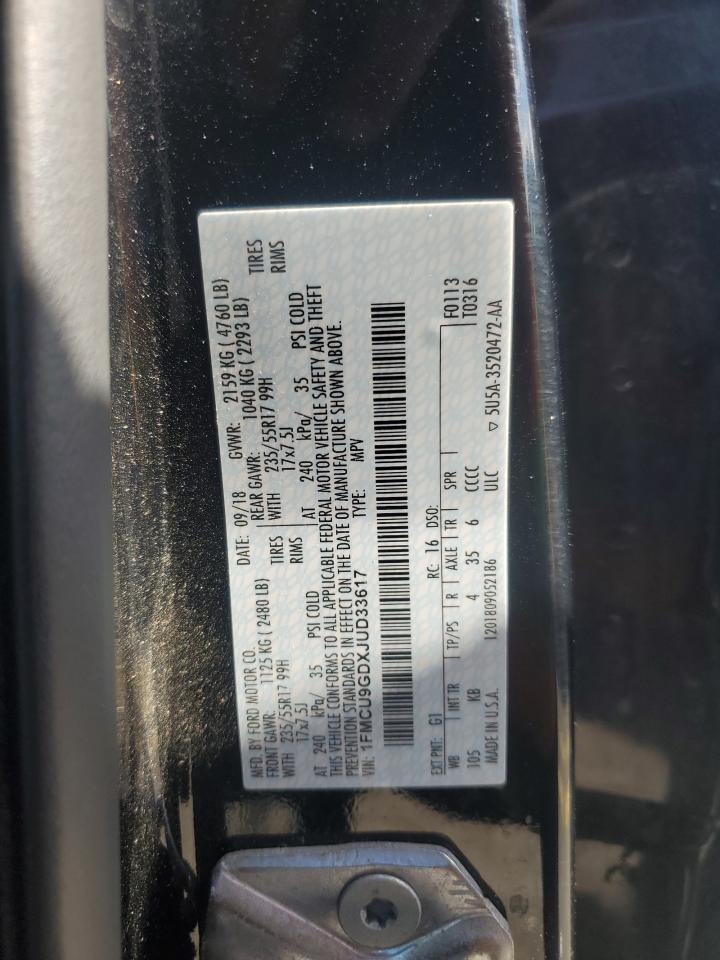 MFD. BY FORD MOTOR CO.
DATE: 09/18 GVWR: 2159 KG ( 4760 LB)
FRONT GAWR: 1125 KG ( 2480 LB) REAR GAWR: 1040 KG ( 2293 LB)
WITH 235/55R17 99H WITH 235/55R17 99H TIRES
17x7.5J RIMS 17x7.5J RIMS
AT 240 kPa/ 35 PSI COLD AT 240 kPa/ 35 PSI COLD
THIS VEHICLE CONFORMS TO ALL APPLICABLE FEDERAL MOTOR VEHICLE SAFETY AND THEFT
PREVENTION STANDARDS IN EFFECT ON THE DATE OF MANUFACTURE SHOWN ABOVE.
VIN: 1FMCU9GDXJUD33617 TYPE: MPV
EXT PNT: G1 RC: 16 DSO: F0113
WB INT TR TP/PS R AXLE TR SPR T0316
105 KB 4 35 6 CCCC
MADE IN U.S.A. 1201809052186 ULC
▽ 5U5A-3520472-AA